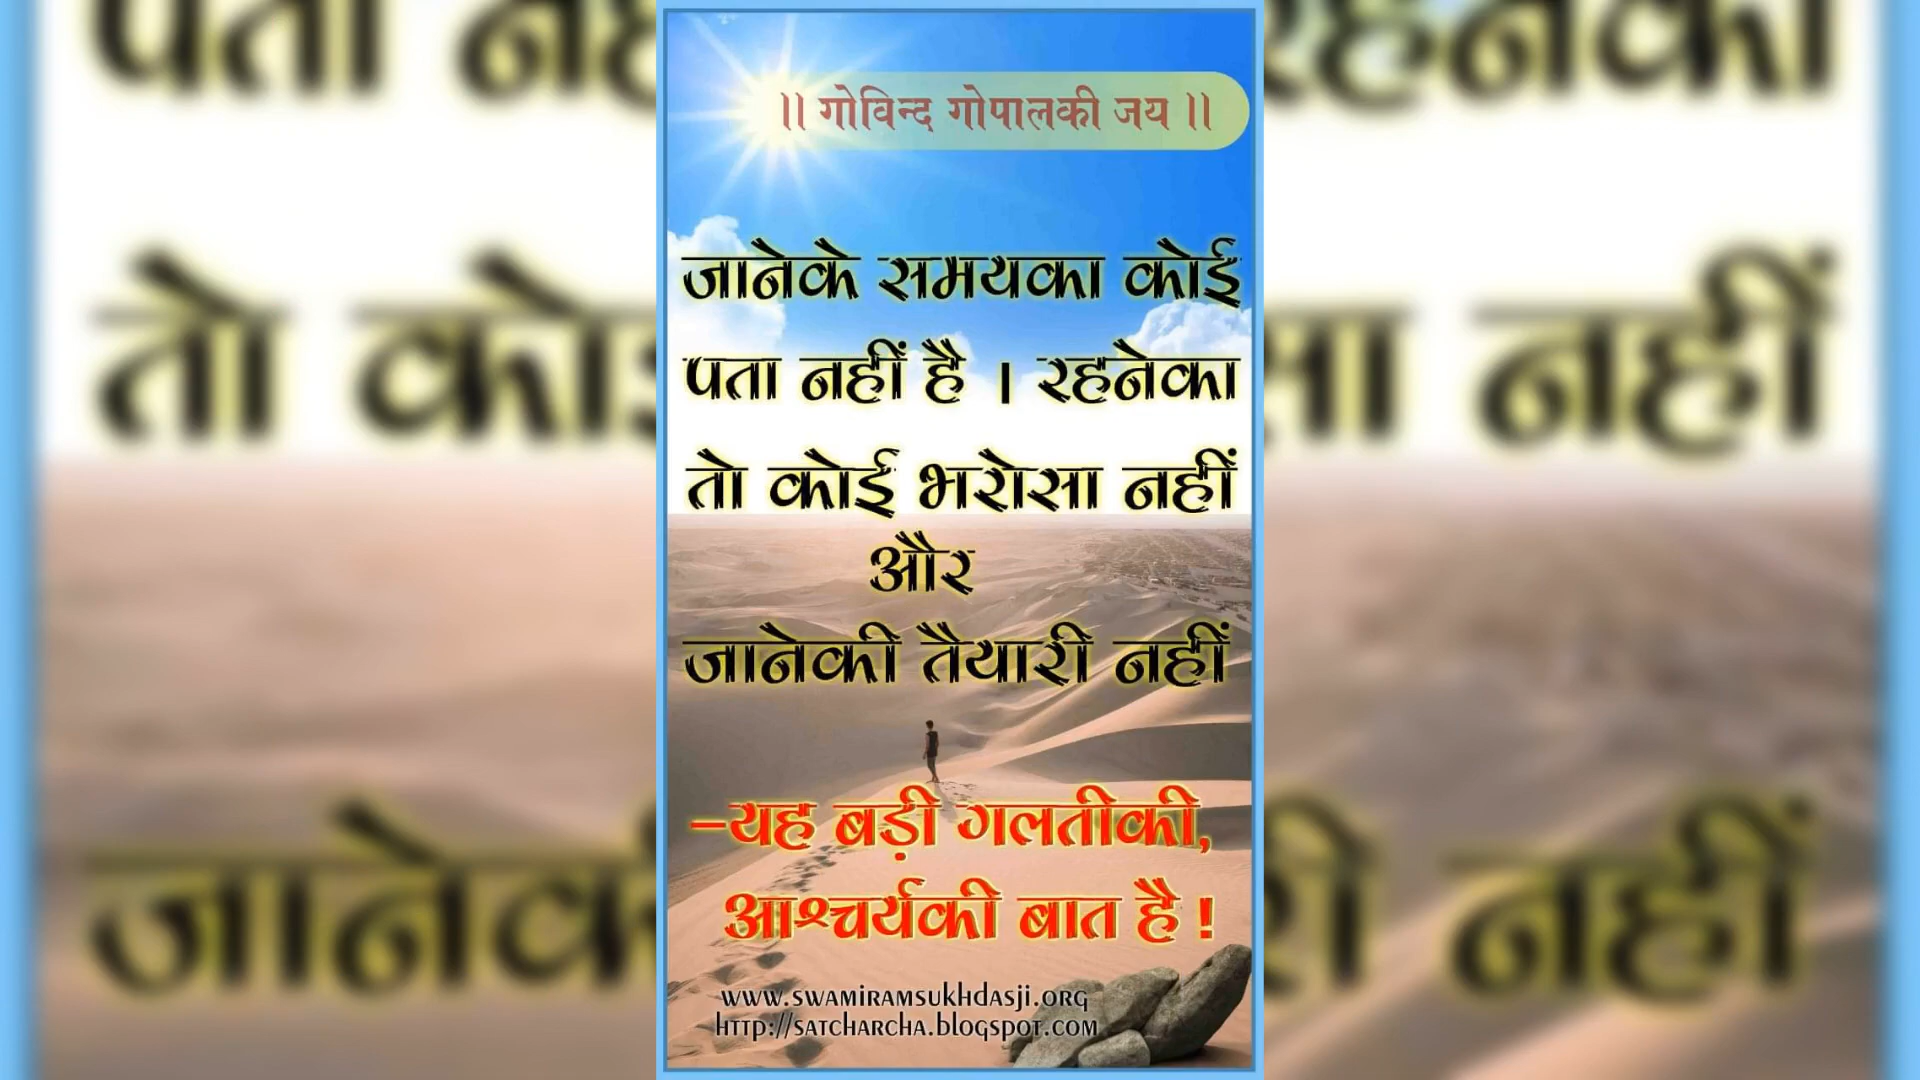 ।। गोविन्द गोपालकी जय ।।
जानेके समयका कोई
पता नहीं है । रहनेका
तो कोई भरोसा नहीं
और
जानेकी तैयारी नहीं
–यह बड़ी गलतीकी,
आश्चर्यकी बात है !
www.swamiramsukhdasji.org
http://satcharcha.blogspot.com